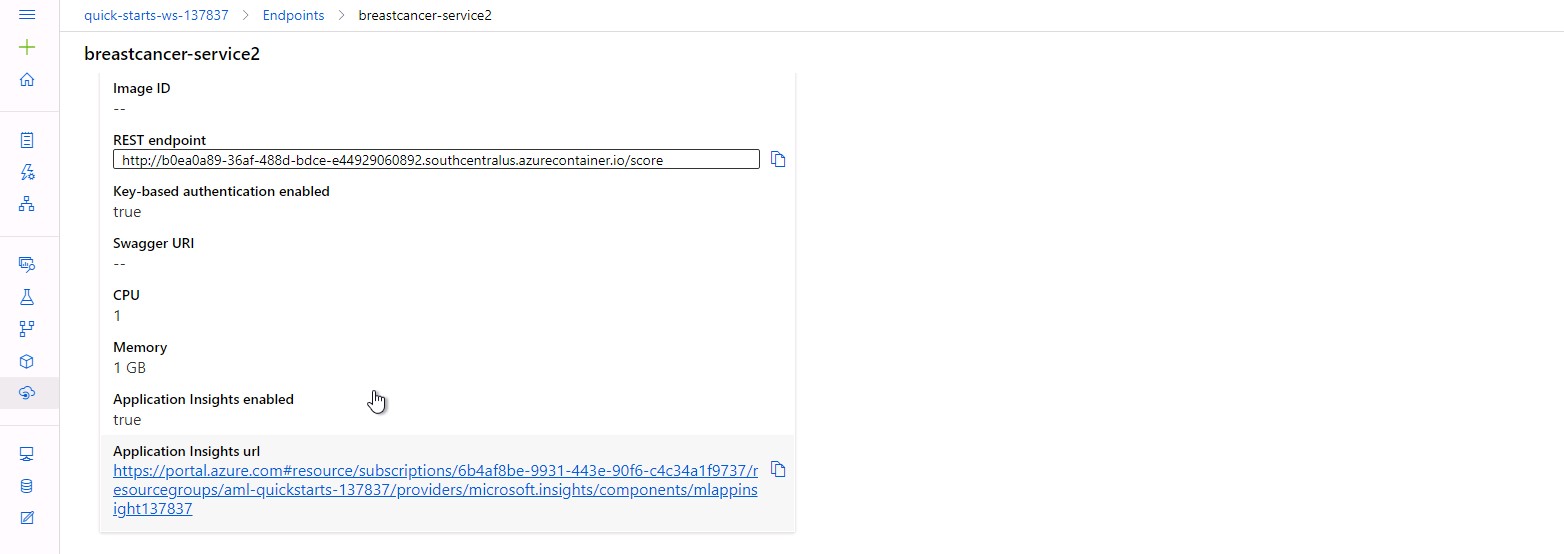 quick-starts-ws-137837 > Endpoints > breastcancer-service2
breastcancer-service2
Image ID
--
REST endpoint
http://b0ea0a89-36af-488d-bdce-e44929060892.southcentralus.azurecontainer.io/score
Key-based authentication enabled
true
Swagger URI
--
CPU
1
Memory
1 GB
Application Insights enabled
true
Application Insights url
https://portal.azure.com#resource/subscriptions/6b4af8be-9931-443e-90f6-c4c34a1f9737/r
esourcegroups/aml-quickstarts-137837/providers/microsoft.insights/components/mlappins
ight137837